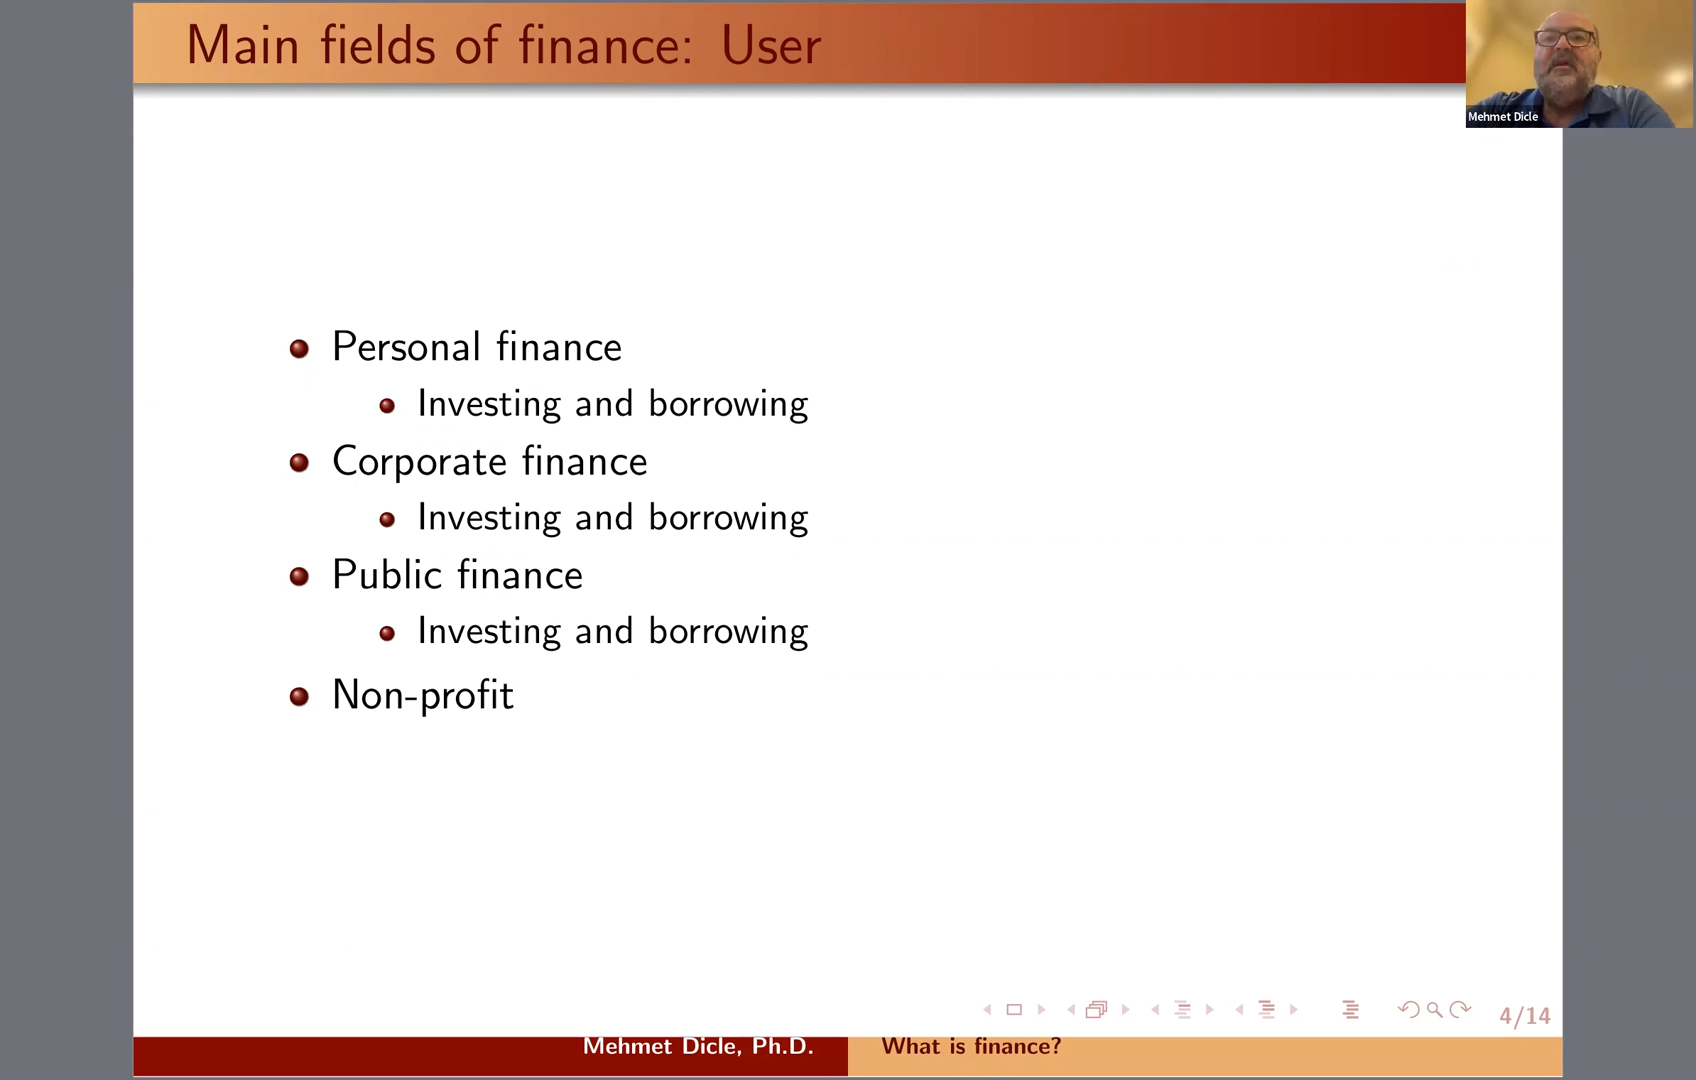 Main fields of finance: User
Mehmet Dicle
Personal finance
Investing and borrowing
Corporate finance
Investing and borrowing
Public finance
Investing and borrowing
Non-profit
4/14
Mehmet Dicle, Ph.D.
What is finance?